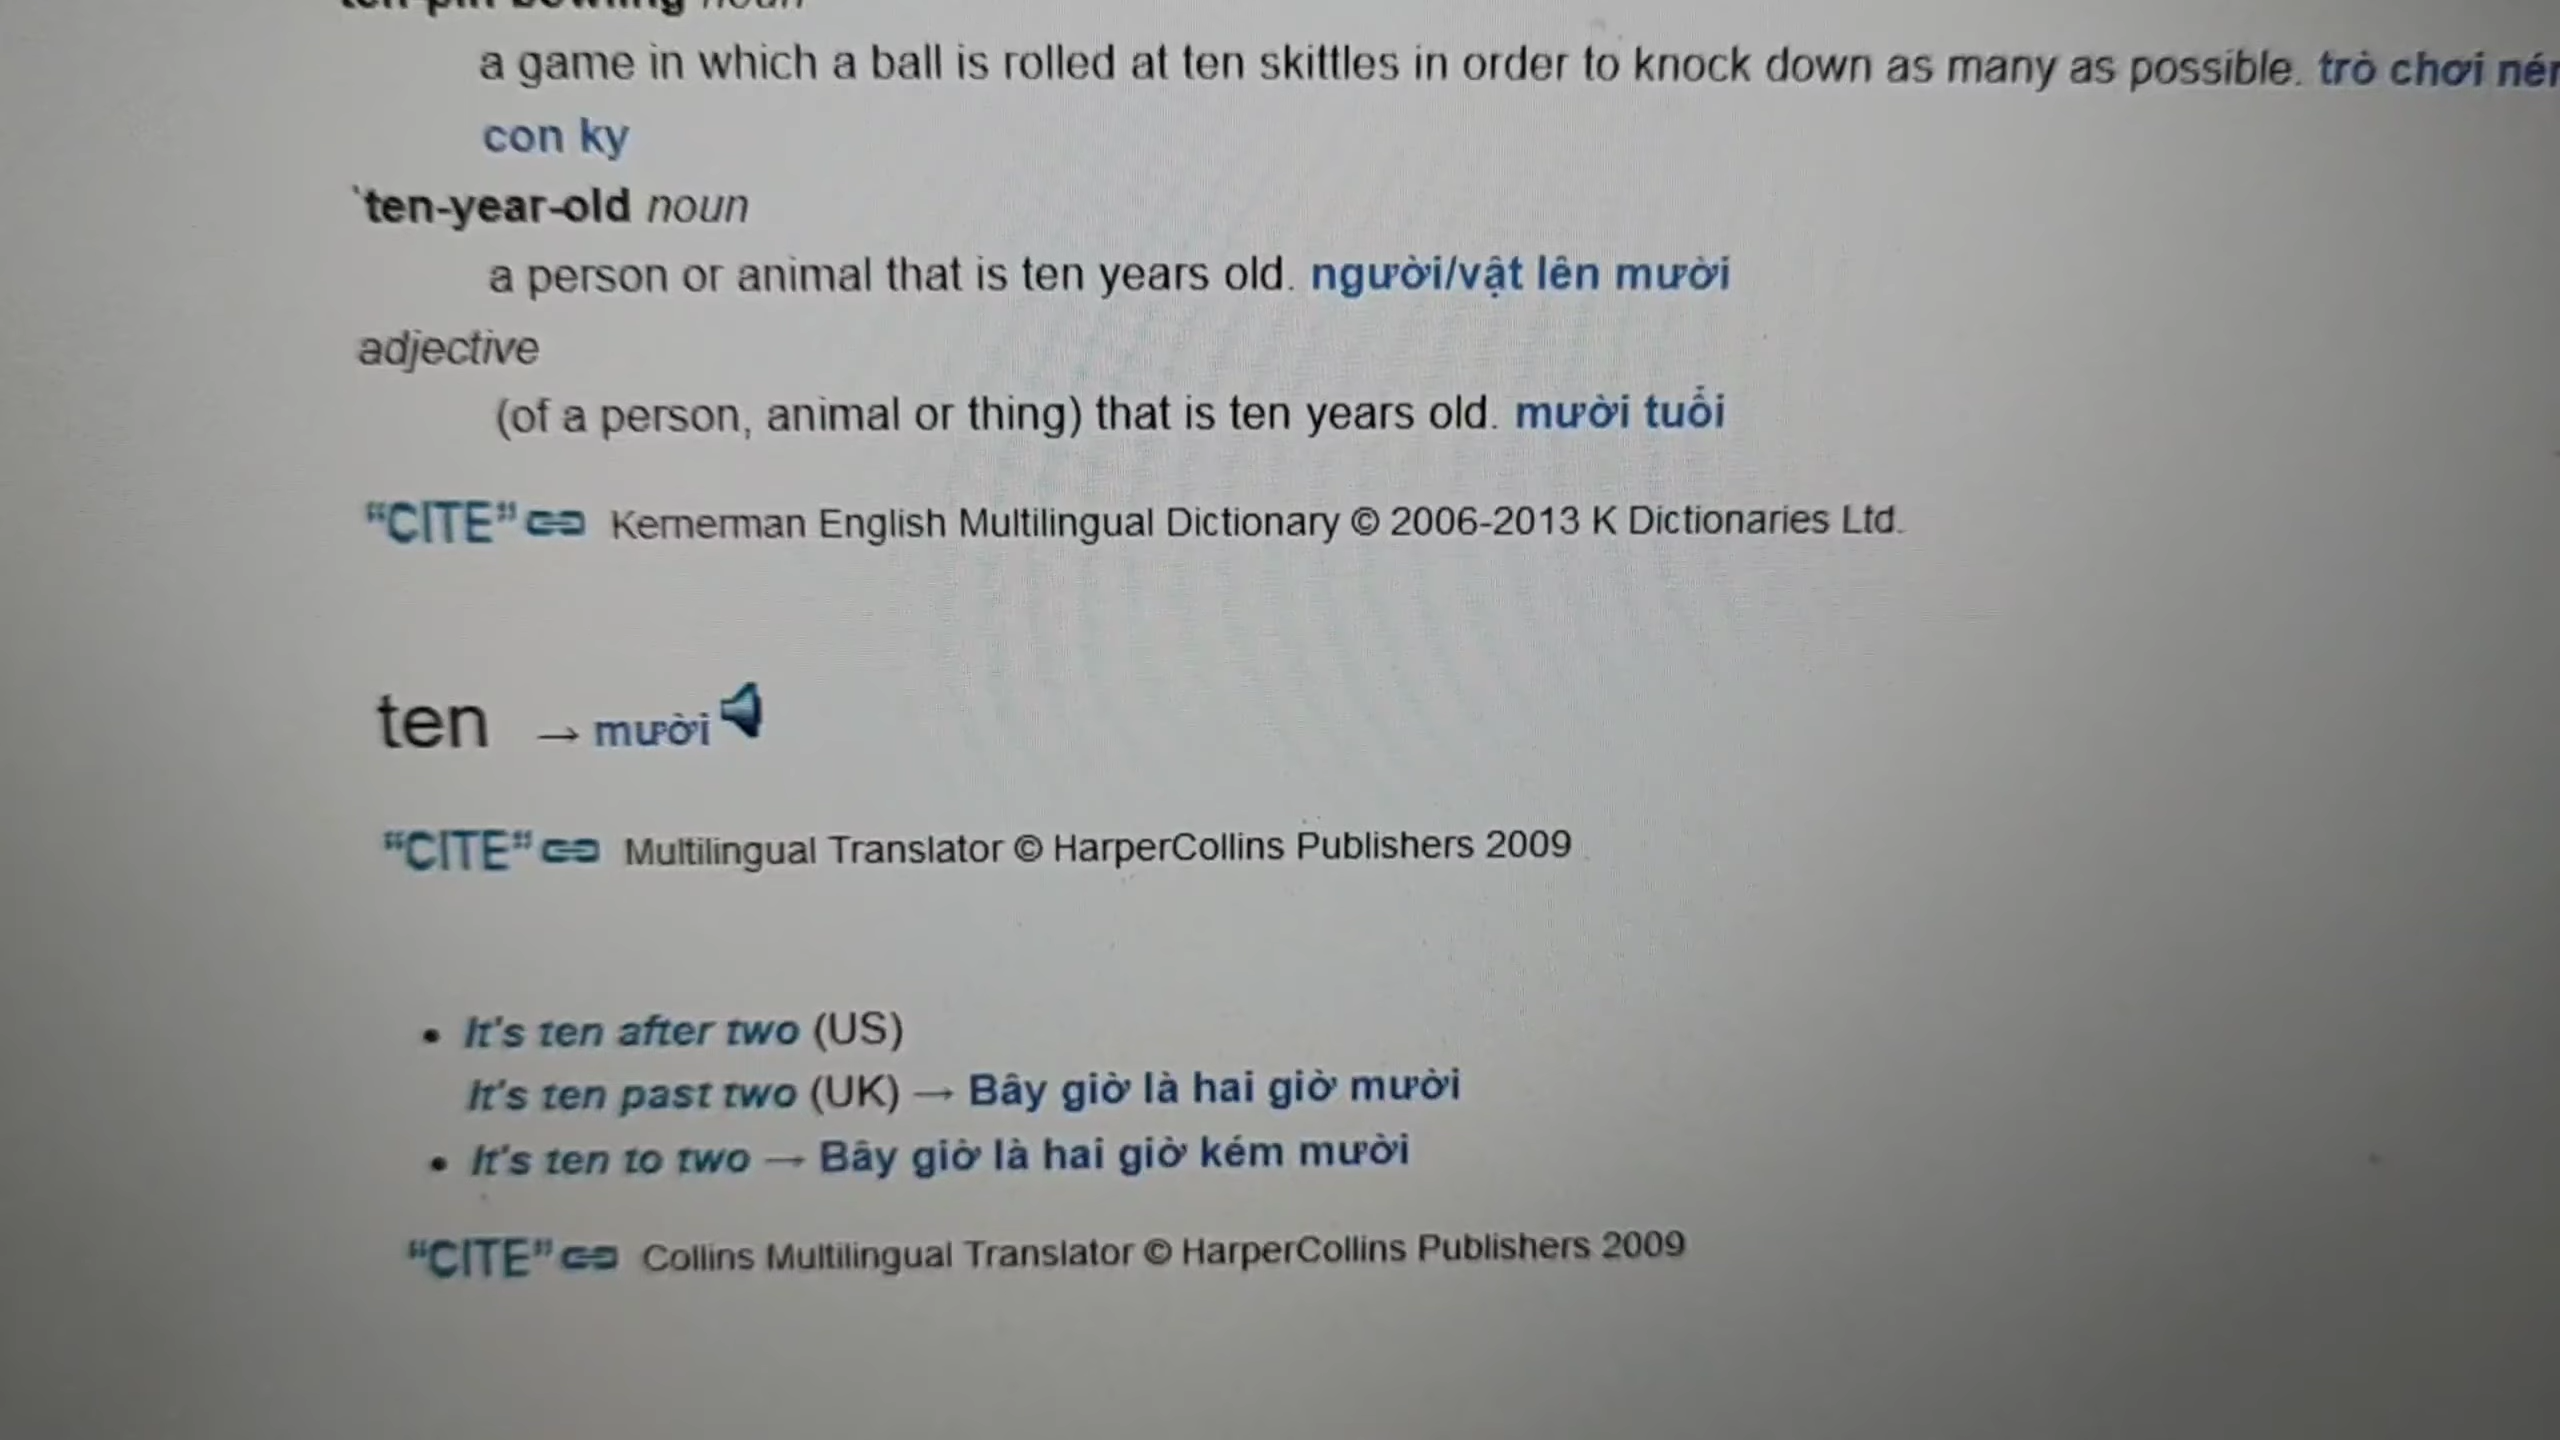 ten-pin bowling noun
a game in which a ball is rolled at ten skittles in order to knock down as many as possible. trò chơi
con ky
'ten-year-old noun
a person or animal that is ten years old. người/vật lên mười
adjective
(of a person, animal or thing) that is ten years old. mười tuổi
“CITE” Kernerman English Multilingual Dictionary © 2006-2013 K Dictionaries Ltd.
ten → mười
“CITE” Multilingual Translator © HarperCollins Publishers 2009
• It's ten after two (US)
It's ten past two (UK) → Bây giờ là hai giờ mười
• It's ten to two → Bây giờ là hai giờ kém mười
“CITE” Collins Multilingual Translator © HarperCollins Publishers 2009